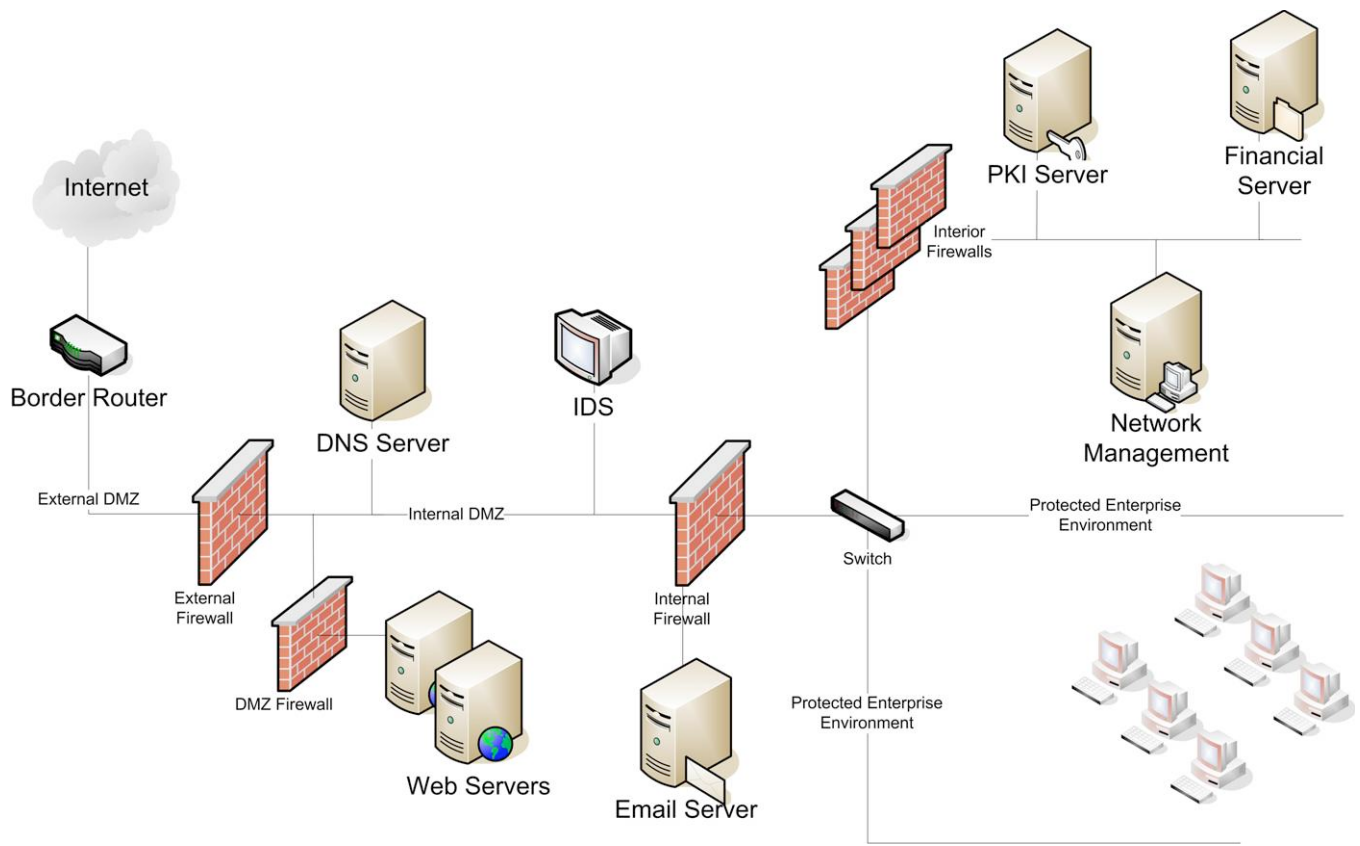 PKI Server
Financial
Server
Internet
Interior
Firewalls
Border Router
DNS Server
IDS
Network
Management
External DMZ
Internal DMZ
Protected Enterprise
Environment
Switch
External
Firewall
Internal
Firewall
DMZ Firewall
Protected Enterprise
Environment
Web Servers
Email Server